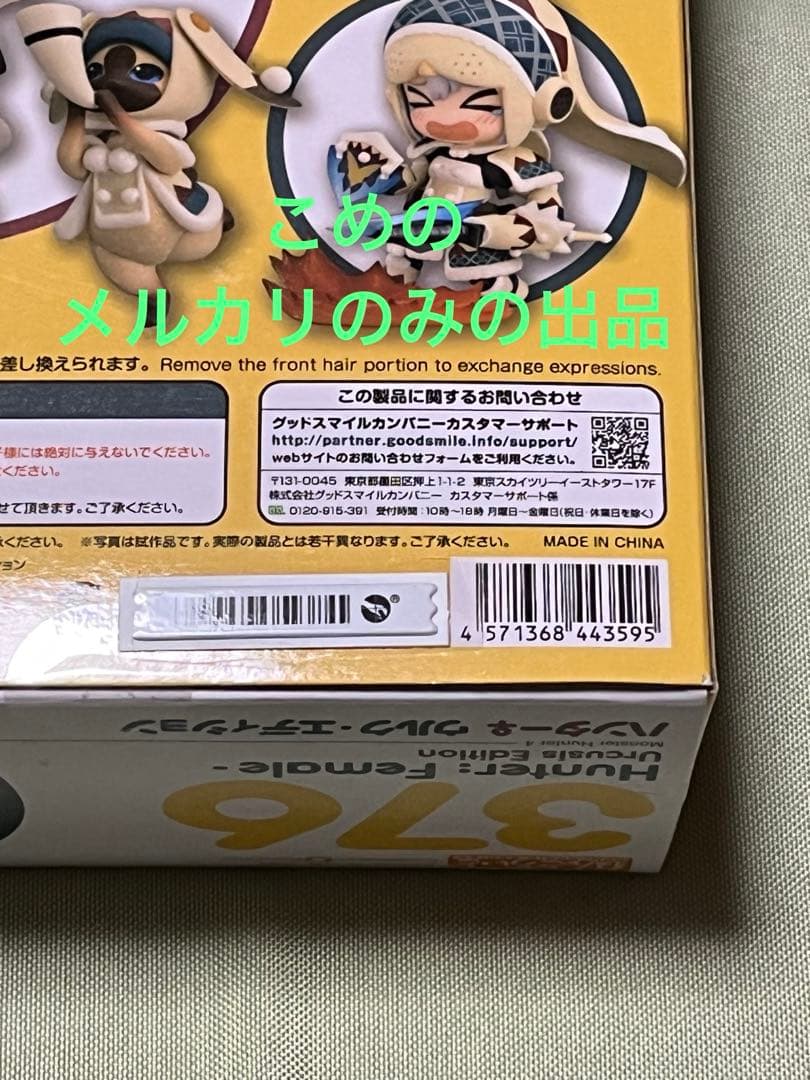 こめの
メルカリのみの出品
差し換えられます。Remove the front hair portion to exchange expressions.
この製品に関するお問い合わせ
グッドスマイルカンパニーカスタマーサポート
http://partner.goodsmile.info/support/
webサイトのお問い合わせフォームをご利用ください。
〒131-0045 東京都墨田区押上1-1-2 東京スカイツリーイーストタワー17F
株式会社グッドスマイルカンパニー カスタマーサポート係
0120-915-391 受付時間:10時〜18時 月曜日〜金曜日(祝日・休業日を除く)
様には絶対に与えないでください。
ください。
せて頂きます。ご了承ください。
ください。 ※写真は試作品です。実際の製品とは若干異なります。ご了承ください。 MADE IN CHINA
ョン
4 571368 443595
ハンター♀ ウルク・エディション
Monster Hunter 4
Hunter: Female -
Urcusis Edition
376